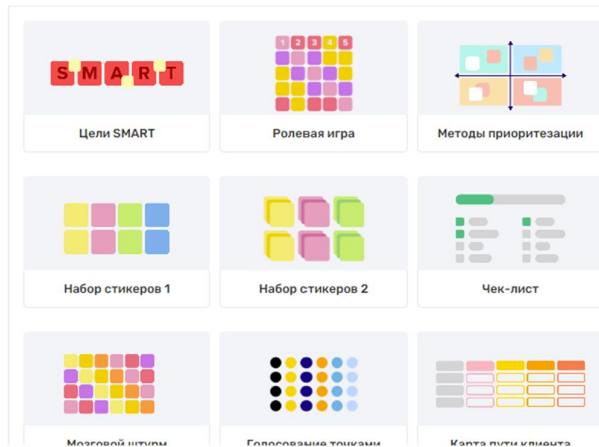 S M A R T
1 2 3 4 5
Цели SMART
Ролевая игра
Методы приоритезации
Набор стикеров 1
Набор стикеров 2
Чек-лист
Мозговой штурм
Голосование точками
Карта пути клиента